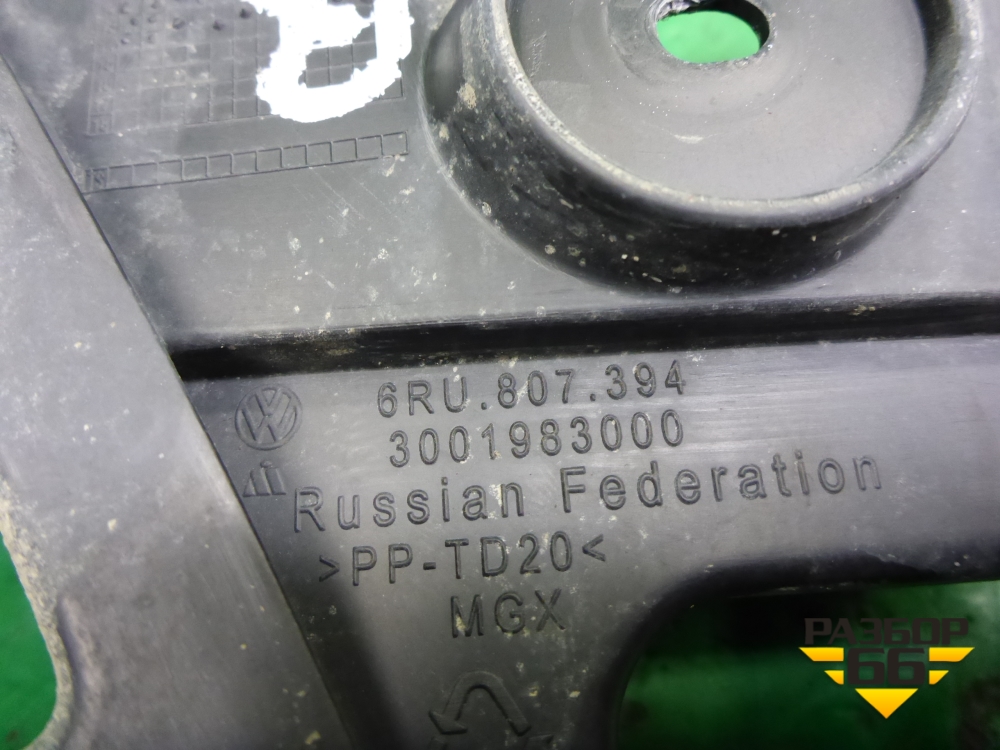 6RU.807.394
3001983000
Russian Federation
>PP-TD20<
MGX
РАЗБОР
66